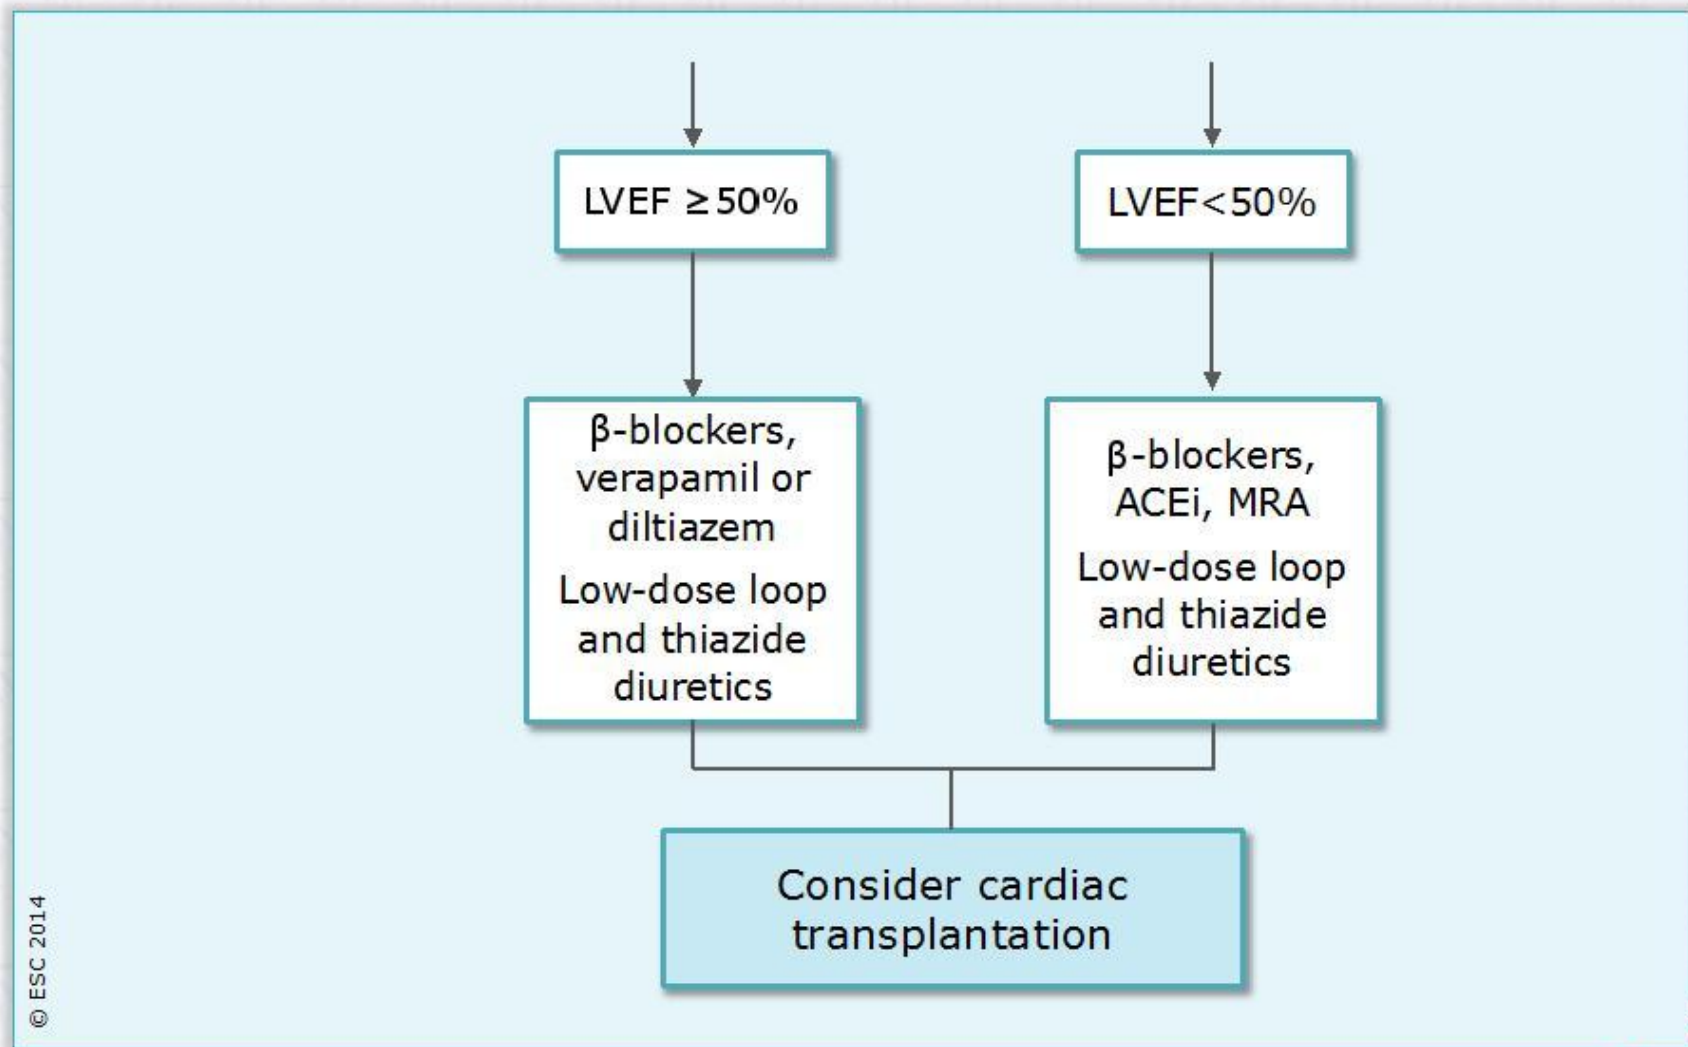 LVEF ≥50%
LVEF<50%
β-blockers,
verapamil or
diltiazem
Low-dose loop
and thiazide
diuretics
β-blockers,
ACEi, MRA
Low-dose loop
and thiazide
diuretics
Consider cardiac
transplantation
© ESC 2014